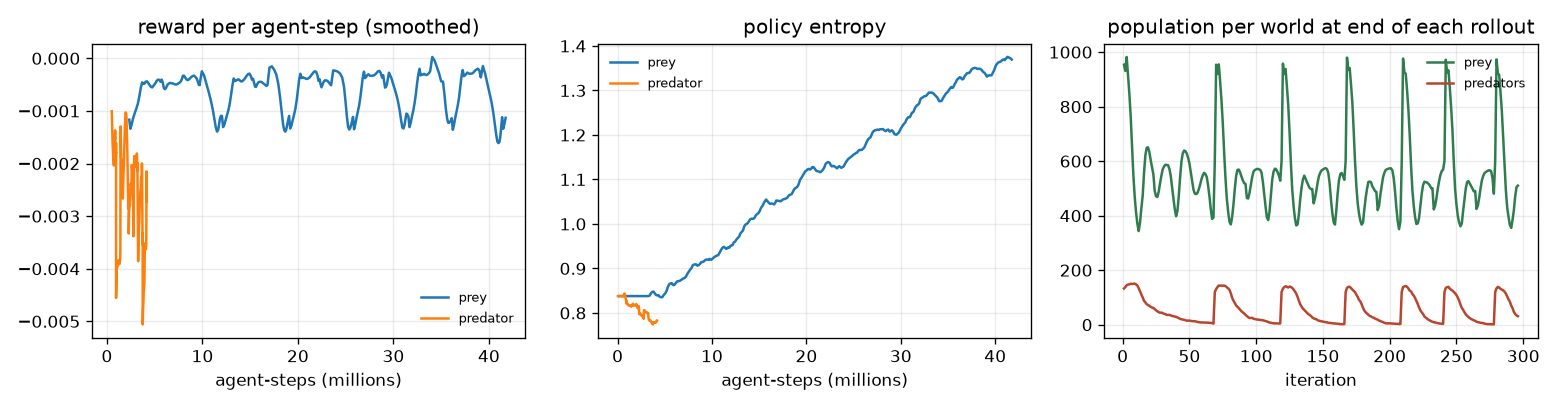 reward per agent-step (smoothed)
0.000
−0.001
−0.002
−0.003
−0.004
−0.005
prey
predator
0 10 20 30 40
agent-steps (millions)
policy entropy
1.4
1.3
1.2
1.1
1.0
0.9
0.8
prey
predator
0 10 20 30 40
agent-steps (millions)
population per world at end of each rollout
1000
800
600
400
200
0
prey
predators
0 50 100 150 200 250 300
iteration